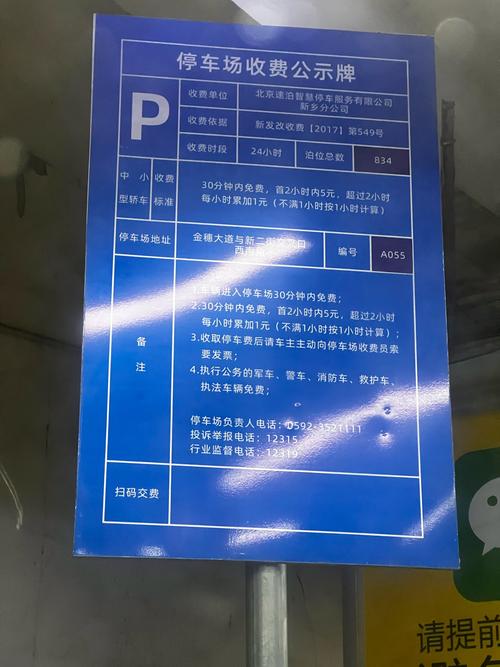 停车场收费公示牌
P
收费单位
北京速泊智慧停车服务有限公司
新乡分公司
收费依据
新发改收费【2017】第549号
收费时段
24小时
泊位总数
834
中小
型轿车
收费
标准
30分钟内免费，首2小时内5元，超过2小时
每小时累加1元（不满1小时按1小时计算）
停车场地址
金穗大道与新二街交叉口
西南角
编号
A055
备
注
1.车辆进入停车场30分钟内免费；
2.30分钟内免费，首2小时内5元，超过2小时
每小时累加1元（不满1小时按1小时计算）；
3.收取停车费后请车主主动向停车场收费员索
要发票；
4.执行公务的军车、警车、消防车、救护车、
执法车辆免费；
停车场负责人电话：0592-3521111
投诉举报电话：12315
行业监督电话：12319
扫码交费
请提前